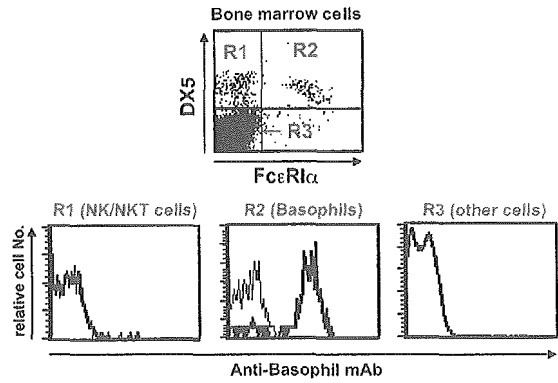 Bone marrow cells
R1 R2
DX5
← R3
FcεRIα
R1 (NK/NKT cells) R2 (Basophils) R3 (other cells)
relative cell No.
Anti-Basophil mAb